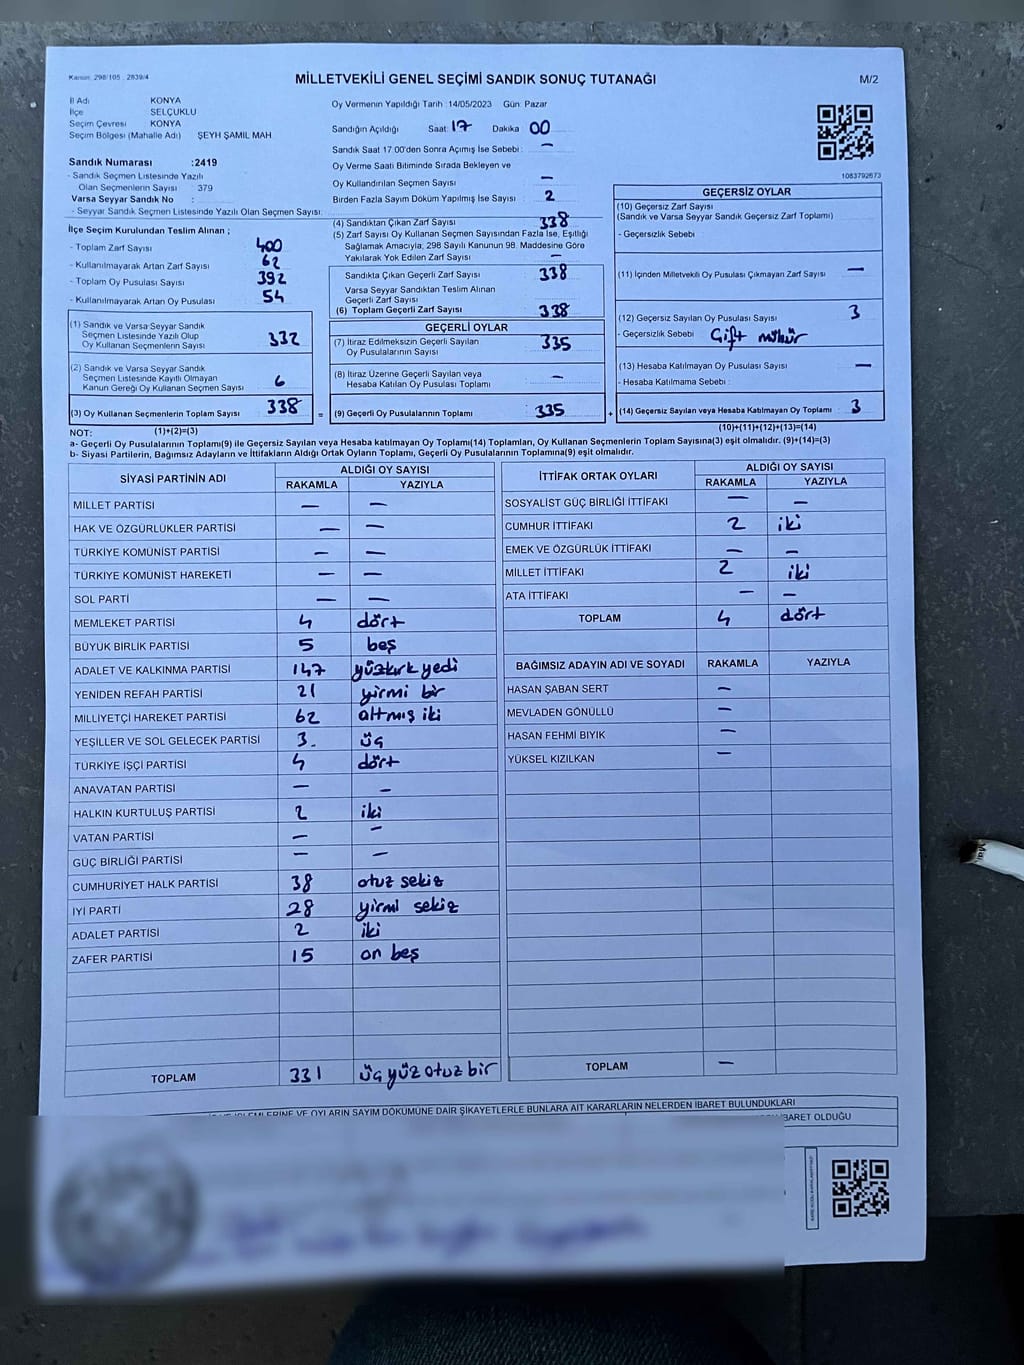 Kanun: 298/105 , 2839/4
MİLLETVEKİLİ GENEL SEÇİMİ SANDIK SONUÇ TUTANAĞI
M/2
İl Adı KONYA
İlçe SELÇUKLU
Seçim Çevresi KONYA
Seçim Bölgesi (Mahalle Adı) ŞEYH ŞAMİL MAH.
Sandık Numarası :2419
- Sandık Seçmen Listesinde Yazılı
Olan Seçmenlerin Sayısı : 379
Varsa Seyyar Sandık No :
- Seyyar Sandık Seçmen Listesinde Yazılı Olan Seçmen Sayısı:
İlçe Seçim Kurulundan Teslim Alınan ;
- Toplam Zarf Sayısı 400
- Kullanılmayarak Artan Zarf Sayısı 62
- Toplam Oy Pusulası Sayısı 392
- Kullanılmayarak Artan Oy Pusulası 54
(1) Sandık ve Varsa Seyyar Sandık
Seçmen Listesinde Yazılı Olup
Oy Kullanan Seçmenlerin Sayısı 332
(2) Sandık ve Varsa Seyyar Sandık
Seçmen Listesinde Kayıtlı Olmayan
Kanun Gereği Oy Kullanan Seçmen Sayısı 6
(3) Oy Kullanan Seçmenlerin Toplam Sayısı 338
Oy Vermenin Yapıldığı Tarih :14/05/2023 Gün: Pazar
Sandığın Açıldığı Saat: 17 Dakika 00
Sandık Saat 17.00'den Sonra Açımış İse Sebebi : —
Oy Verme Saati Bitiminde Sırada Bekleyen ve
Oy Kullandırılan Seçmen Sayısı —
Birden Fazla Sayım Döküm Yapılmış İse Sayısı : 2
(4) Sandıktan Çıkan Zarf Sayısı 338
(5) Zarf Sayısı Oy Kullanan Seçmen Sayısından Fazla İse, Eşitliği
Sağlamak Amacıyla, 298 Sayılı Kanunun 98. Maddesine Göre
Yakılarak Yok Edilen Zarf Sayısı —
Sandıkta Çıkan Geçerli Zarf Sayısı 338
Varsa Seyyar Sandıktan Teslim Alınan
Geçerli Zarf Sayısı
(6) Toplam Geçerli Zarf Sayısı 338
GEÇERLİ OYLAR
(7) İtiraz Edilmeksizin Geçerli Sayılan
Oy Pusulalarının Sayısı 335
(8) İtiraz Üzerine Geçerli Sayılan veya
Hesaba Katılan Oy Pusulası Toplamı —
= (9) Geçerli Oy Pusulalarının Toplamı 335
1083792673
GEÇERSİZ OYLAR
(10) Geçersiz Zarf Sayısı
(Sandık ve Varsa Seyyar Sandık Geçersiz Zarf Toplamı)
- Geçersizlik Sebebi :
(11) İçinden Milletvekili Oy Pusulası Çıkmayan Zarf Sayısı —
(12) Geçersiz Sayılan Oy Pusulası Sayısı 3
- Geçersizlik Sebebi : Çift mühür
(13) Hesaba Katılmayan Oy Pusulası Sayısı —
- Hesaba Katılmama Sebebi :
+ (14) Geçersiz Sayılan veya Hesaba Katılmayan Oy Toplamı 3
NOT: (1)+(2)=(3) (10)+(11)+(12)+(13)=(14)
a- Geçerli Oy Pusulalarının Toplamı(9) ile Geçersiz Sayılan veya Hesaba katılmayan Oy Toplamı(14) Toplamları, Oy Kullanan Seçmenlerin Toplam Sayısına(3) eşit olmalıdır. (9)+(14)=(3)
b- Siyasi Partilerin, Bağımsız Adayların ve İttifakların Aldığı Ortak Oyların Toplamı, Geçerli Oy Pusulalarının Toplamına(9) eşit olmalıdır.
SİYASİ PARTİNİN ADI ALDIĞI OY SAYISI
RAKAMLA YAZIYLA
MİLLET PARTİSİ — —
HAK VE ÖZGÜRLÜKLER PARTİSİ — —
TÜRKİYE KOMÜNİST PARTİSİ — —
TÜRKİYE KOMÜNİST HAREKETİ — —
SOL PARTİ — —
MEMLEKET PARTİSİ 4 dört
BÜYÜK BİRLİK PARTİSİ 5 beş
ADALET VE KALKINMA PARTİSİ 147 yüzkırk yedi
YENİDEN REFAH PARTİSİ 21 yirmi bir
MİLLİYETÇİ HAREKET PARTİSİ 62 altmış iki
YEŞİLLER VE SOL GELECEK PARTİSİ 3. üç
TÜRKİYE İŞÇİ PARTİSİ 4 dört
ANAVATAN PARTİSİ — —
HALKIN KURTULUŞ PARTİSİ 2 iki
VATAN PARTİSİ — —
GÜÇ BİRLİĞİ PARTİSİ — —
CUMHURİYET HALK PARTİSİ 38 otuz sekiz
İYİ PARTİ 28 yirmi sekiz
ADALET PARTİSİ 2 iki
ZAFER PARTİSİ 15 on beş
TOPLAM 331 üç yüz otuz bir
İTTİFAK ORTAK OYLARI ALDIĞI OY SAYISI
RAKAMLA YAZIYLA
SOSYALİST GÜÇ BİRLİĞİ İTTİFAKI — —
CUMHUR İTTİFAKI 2 iki
EMEK VE ÖZGÜRLÜK İTTİFAKI — —
MİLLET İTTİFAKI 2 iki
ATA İTTİFAKI — —
TOPLAM 4 dört
BAĞIMSIZ ADAYIN ADI VE SOYADI RAKAMLA YAZIYLA
HASAN ŞABAN SERT —
MEVLADEN GÖNÜLLÜ —
HASAN FEHMİ BIYIK —
YÜKSEL KIZILKAN —
TOPLAM —
İŞLEMLERİNE VE OYLARIN SAYIM DÖKÜMÜNE DAİR ŞİKAYETLERLE BUNLARA AİT KARARLARIN NELERDEN İBARET BULUNDUKLARI
İBARET OLDUĞU